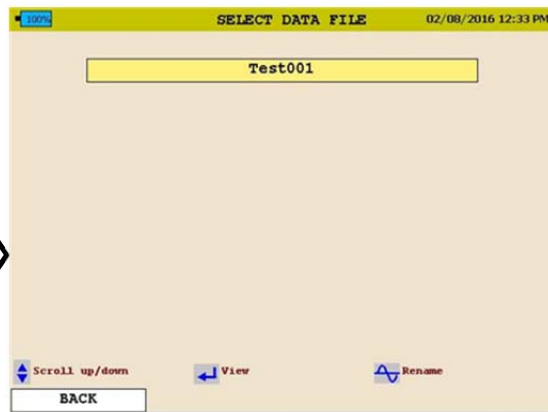 100% SELECT DATA FILE 02/08/2016 12:33 PM
Test001
Scroll up/down View Rename
BACK